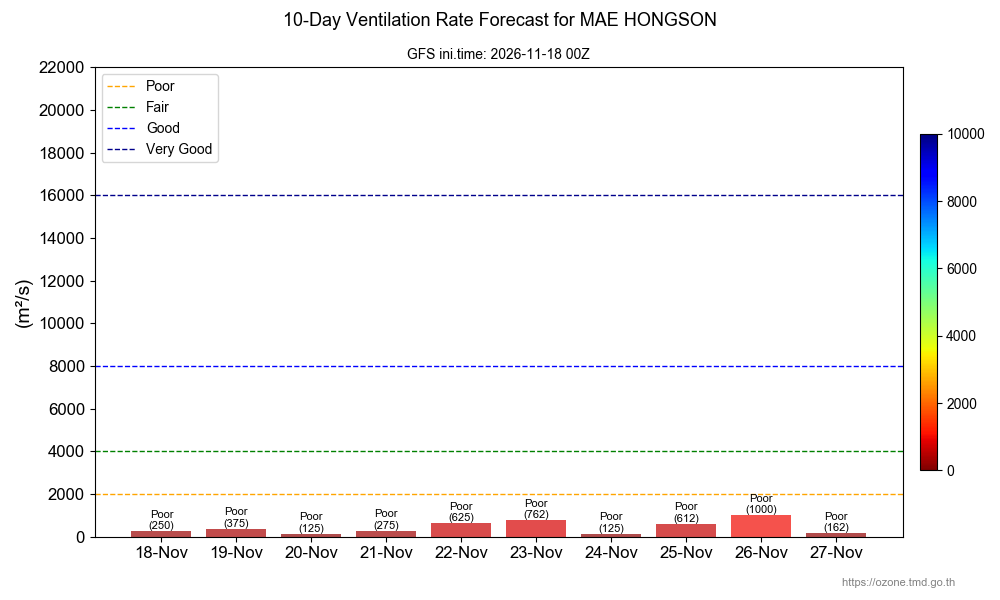 10-Day Ventilation Rate Forecast for MAE HONGSON
GFS ini.time: 2026-11-18 00Z
(m²/s)
22000
20000
18000
16000
14000
12000
10000
8000
6000
4000
2000
0
Poor
Fair
Good
Very Good
Poor
(250)
Poor
(375)
Poor
(125)
Poor
(275)
Poor
(625)
Poor
(762)
Poor
(125)
Poor
(612)
Poor
(1000)
Poor
(162)
18-Nov 19-Nov 20-Nov 21-Nov 22-Nov 23-Nov 24-Nov 25-Nov 26-Nov 27-Nov
10000
8000
6000
4000
2000
0
https://ozone.tmd.go.th